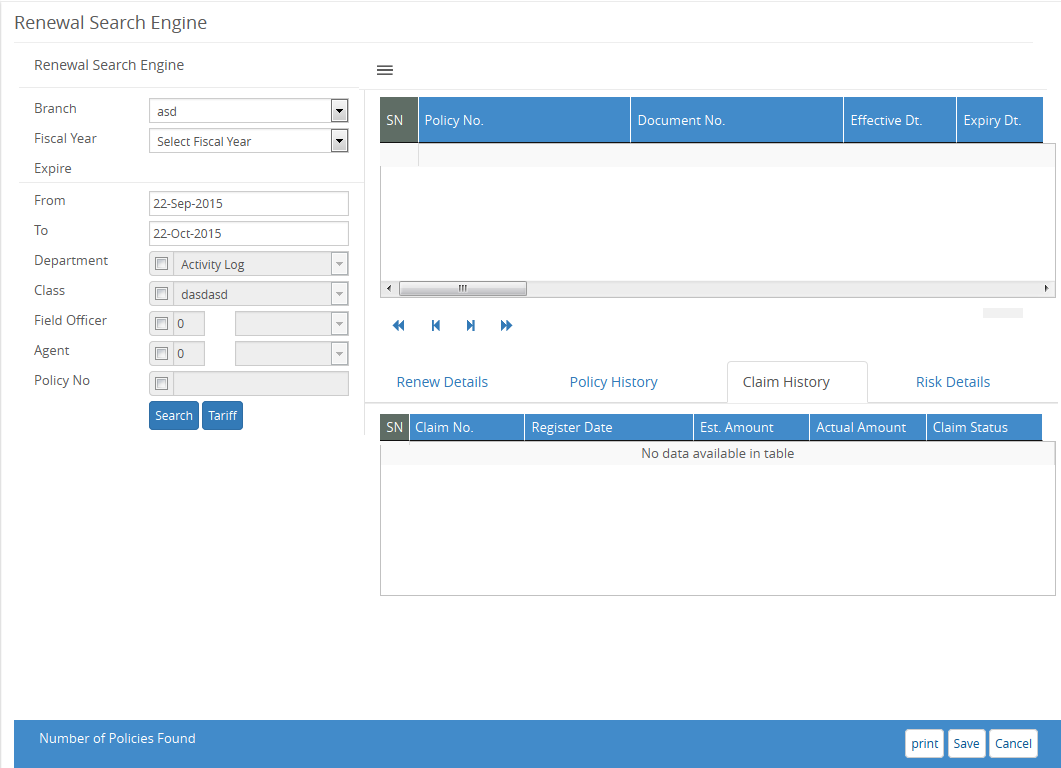 Renewal Search Engine
Renewal Search Engine
Branch asd
Fiscal Year Select Fiscal Year
Expire
From 22-Sep-2015
To 22-Oct-2015
Department Activity Log
Class dasdasd
Field Officer 0
Agent 0
Policy No
Search Tariff
SN Policy No. Document No. Effective Dt. Expiry Dt.
Renew Details Policy History Claim History Risk Details
SN Claim No. Register Date Est. Amount Actual Amount Claim Status
No data available in table
Number of Policies Found print Save Cancel